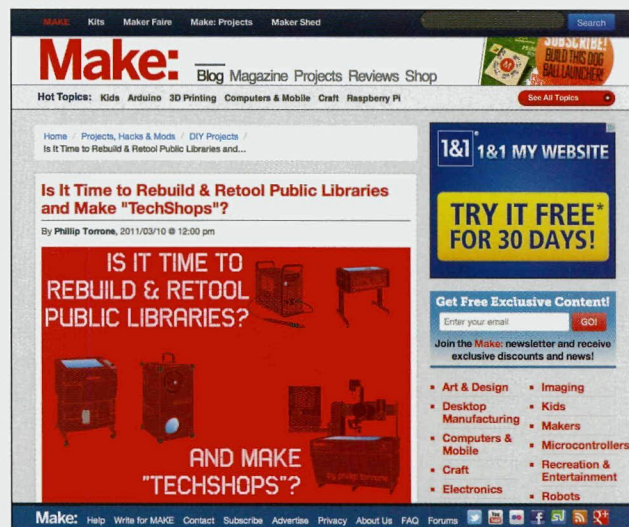 MAKE Kits Maker Faire Make: Projects Maker Shed Search
Make: Blog Magazine Projects Reviews Shop
SUBSCRIBE!
BUILD THIS DOG
BALL LAUNCHER!
Hot Topics: Kids Arduino 3D Printing Computers & Mobile Craft Raspberry Pi See All Topics
Home / Projects, Hacks & Mods / DIY Projects /
Is It Time to Rebuild & Retool Public Libraries and...
Is It Time to Rebuild & Retool Public Libraries
and Make "TechShops"?
By Phillip Torrone, 2011/03/10 @ 12:00 pm
IS IT TIME TO
REBUILD & RETOOL
PUBLIC LIBRARIES?
AND MAKE
"TECHSHOPS"?
1&1 1&1 MY WEBSITE
TRY IT FREE*
FOR 30 DAYS!
Get Free Exclusive Content!
Enter your email GO!
Join the Make: newsletter and receive
exclusive discounts and news!
Art & Design
Desktop
Manufacturing
Computers &
Mobile
Craft
Electronics
Imaging
Kids
Makers
Microcontrollers
Recreation &
Entertainment
Robots
Make: Help Write for MAKE Contact Subscribe Advertise Privacy About Us FAQ Forums